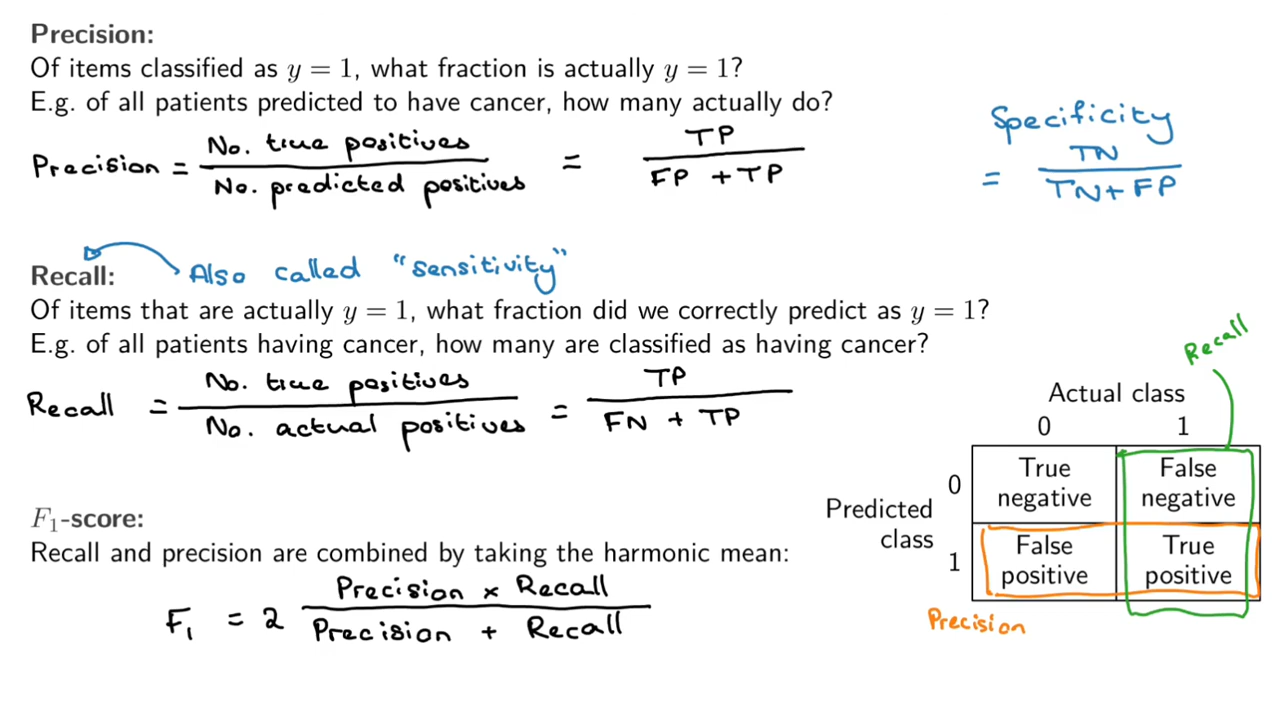 Precision:
Of items classified as y = 1, what fraction is actually y = 1?
E.g. of all patients predicted to have cancer, how many actually do?
Precision = No. true positives / No. predicted positives = TP / FP + TP
Specificity
= TN / TN + FP
Recall: Also called "sensitivity"
Of items that are actually y = 1, what fraction did we correctly predict as y = 1?
E.g. of all patients having cancer, how many are classified as having cancer?
Recall = No. true positives / No. actual positives = TP / FN + TP
F₁-score:
Recall and precision are combined by taking the harmonic mean:
F₁ = 2 Precision × Recall / Precision + Recall
Recall
Actual class
0 1
Predicted
class
0
True
negative
False
negative
1
False
positive
True
positive
Precision